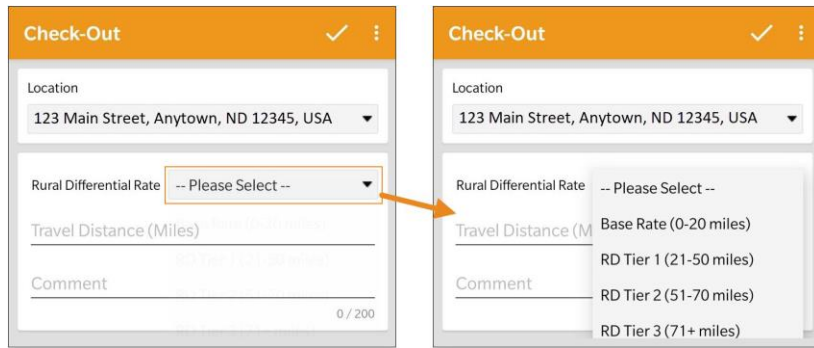 Check-Out
Location
123 Main Street, Anytown, ND 12345, USA
Rural Differential Rate -- Please Select --
Travel Distance (Miles)
Comment
0 / 200
Check-Out
Location
123 Main Street, Anytown, ND 12345, USA
Rural Differential Rate
Travel Distance (M
Comment
-- Please Select --
Base Rate (0-20 miles)
RD Tier 1 (21-50 miles)
RD Tier 2 (51-70 miles)
RD Tier 3 (71+ miles)